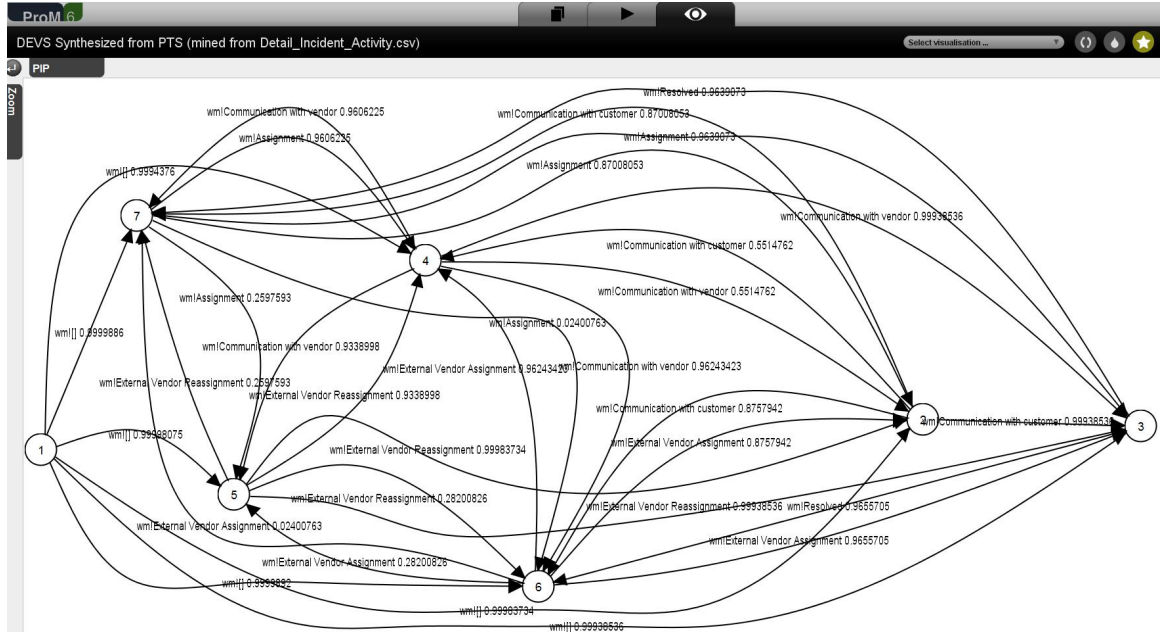 ProM 6
DEVS Synthesized from PTS (mined from Detail_Incident_Activity.csv)
Select visualisation ...
PIP
Zoom
wm![Resolved 0.9639073
wm!Communication with vendor 0.9606225
wm!Communication with customer 0.87008053
wm!Assignment 0.9606225
wm!Assignment 0.9639073
wm!Assignment 0.87008053
wm![] 0.9994376
7
wm!Communication with vendor 0.99938536
wm!Communication with customer 0.5514762
4
wm!Communication with vendor 0.5514762
wm!Assignment 0.2597593
wm!Assignment 0.02400763
wm![] 0.9999886
wm!Communication with vendor 0.9338998
wm!External Vendor Assignment 0.96243423
wm!Communication with vendor 0.96243423
wm!External Vendor Reassignment 0.2597593
wm!External Vendor Reassignment 0.9338998
wm!Communication with customer 0.8757942
2
wm!Communication with customer 0.99938536
3
wm![] 0.99998075
wm!External Vendor Assignment 0.8757942
1
wm!External Vendor Reassignment 0.99983734
5
wm!External Vendor Reassignment 0.28200826
wm!External Vendor Reassignment 0.99938536
wm!Resolved 0.9655705
wm!External Vendor Assignment 0.02400763
wm!External Vendor Assignment 0.9655705
wm!External Vendor Assignment 0.28200826
wm![] 0.9999892
6
wm![] 0.99983734
wm![] 0.99938536